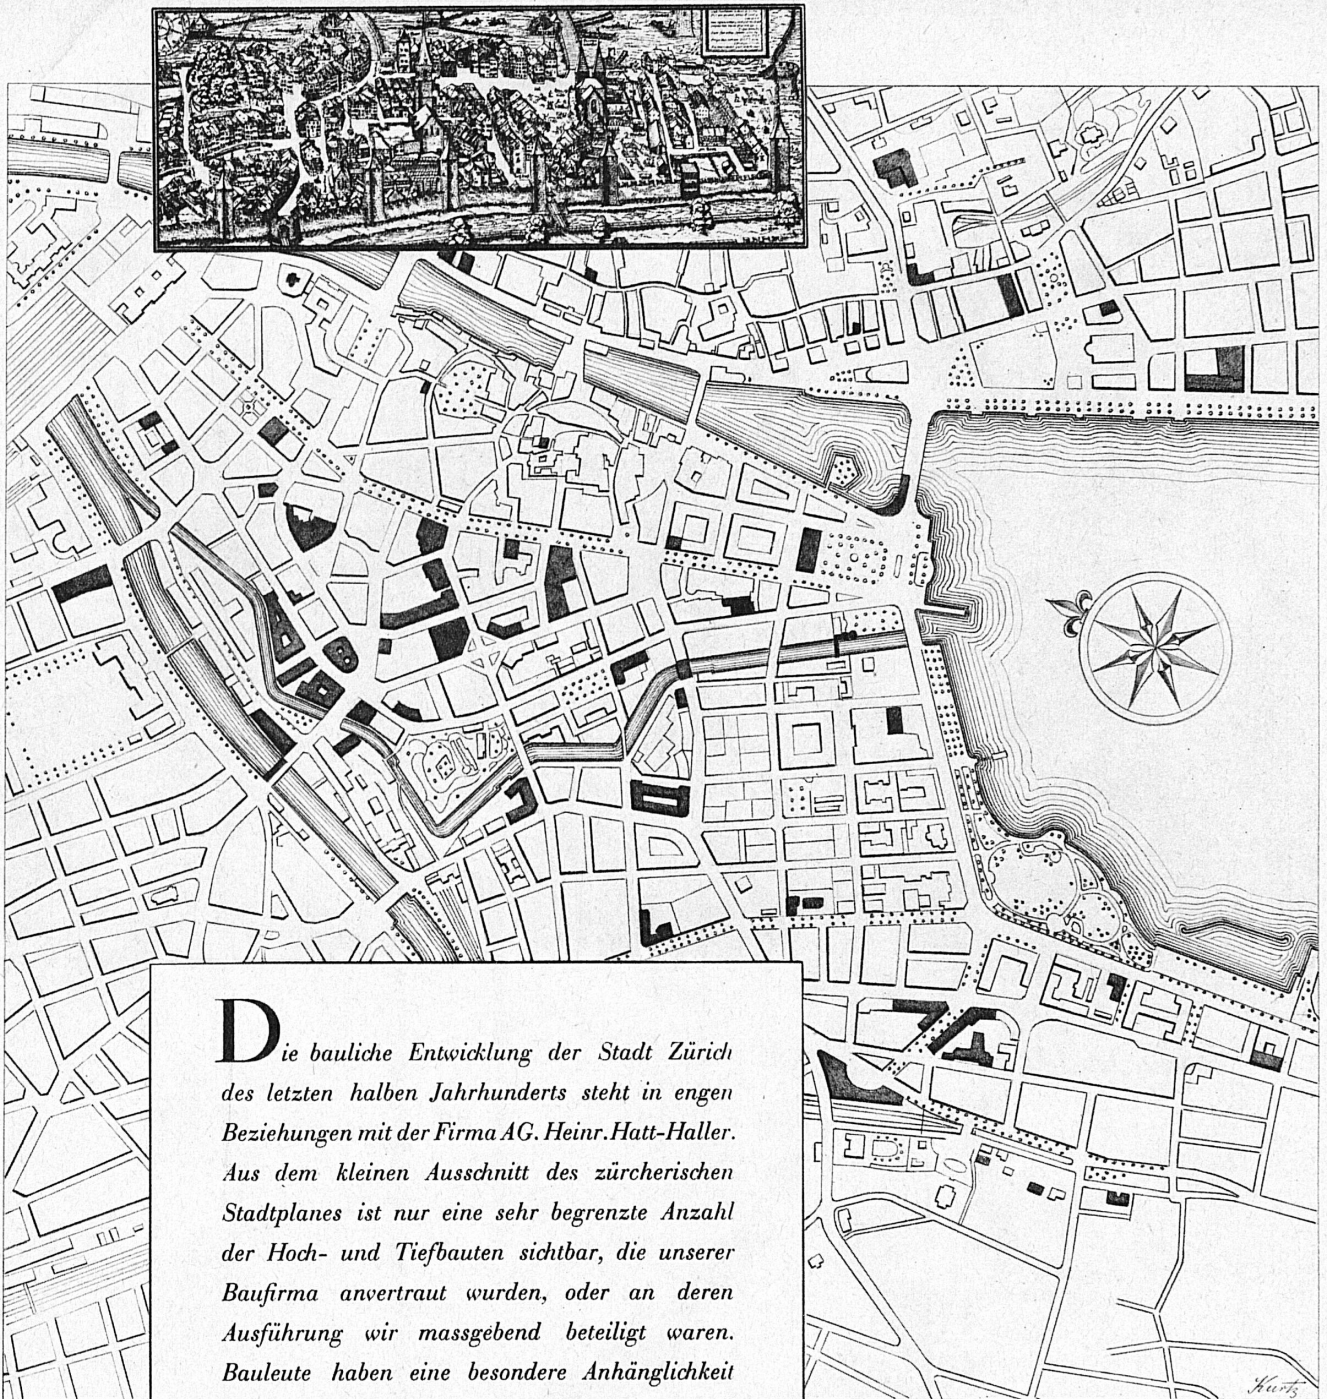 Die bauliche Entwicklung der Stadt Zürich
des letzten halben Jahrhunderts steht in engen
Beziehungen mit der Firma AG. Heinr. Hatt-Haller.
Aus dem kleinen Ausschnitt des zürcherischen
Stadtplanes ist nur eine sehr begrenzte Anzahl
der Hoch- und Tiefbauten sichtbar, die unserer
Baufirma anvertraut wurden, oder an deren
Ausführung wir massgebend beteiligt waren.
Bauleute haben eine besondere Anhänglichkeit